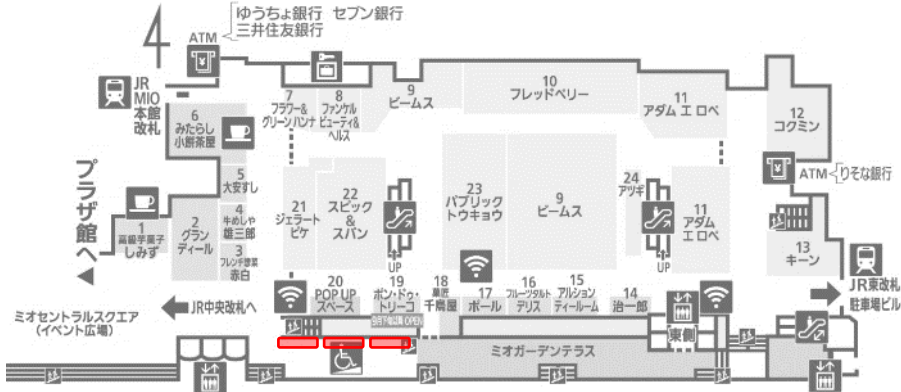 ゆうちょ銀行 セブン銀行
三井住友銀行
ATM
JR
MIO
本館
改札
6
みたらし
小餅茶屋
7
フラワー&
グリーンハンナ
8
ファンケル
ビューティ&
ヘルス
9
ビームス
10
フレッドペリー
11
アダム エ ロペ
12
コクミン
ATM
りそな銀行
プラザ館へ
5
大安すし
4
牛めしや
雄三郎
3
フレンチ惣菜
赤白
1
高級芋菓子
しみず
2
グラン
ディール
21
ジェラート
ピケ
22
スピック
&
スパン
UP
23
パブリック
トウキョウ
9
ビームス
24
アツギ
UP
11
アダム
エ ロペ
13
キーン
JR東改札
駐車場ビル
JR中央改札へ
20
POP UP
スペース
19
ポン・ドゥ・
トリーコ
18
菓匠
千鳥屋
17
ポール
16
フルーツタルト
デリス
15
アルション
ティールーム
14
治一郎
東側
ミオセントラルスクエア
(イベント広場)
ミオガーデンテラス